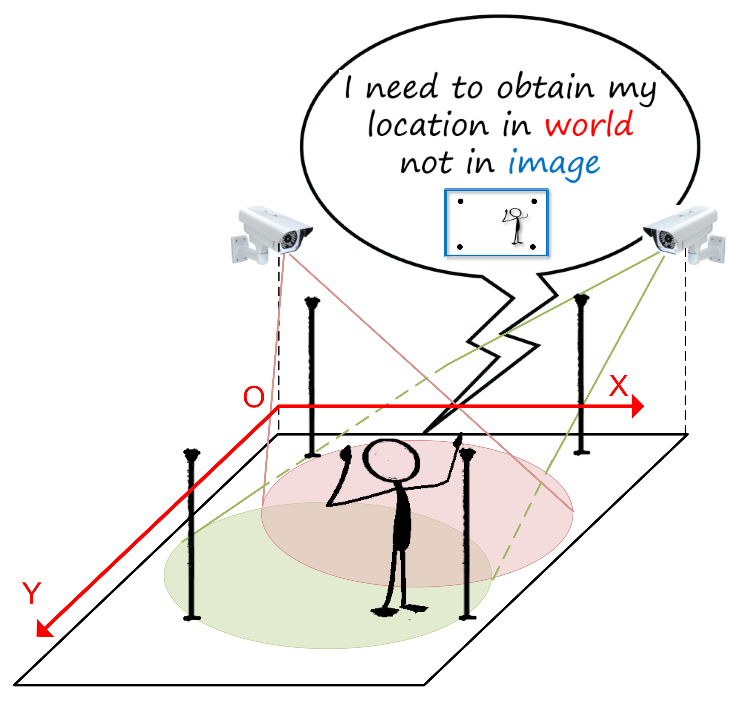 I need to obtain my
location in world
not in image
X
O
Y